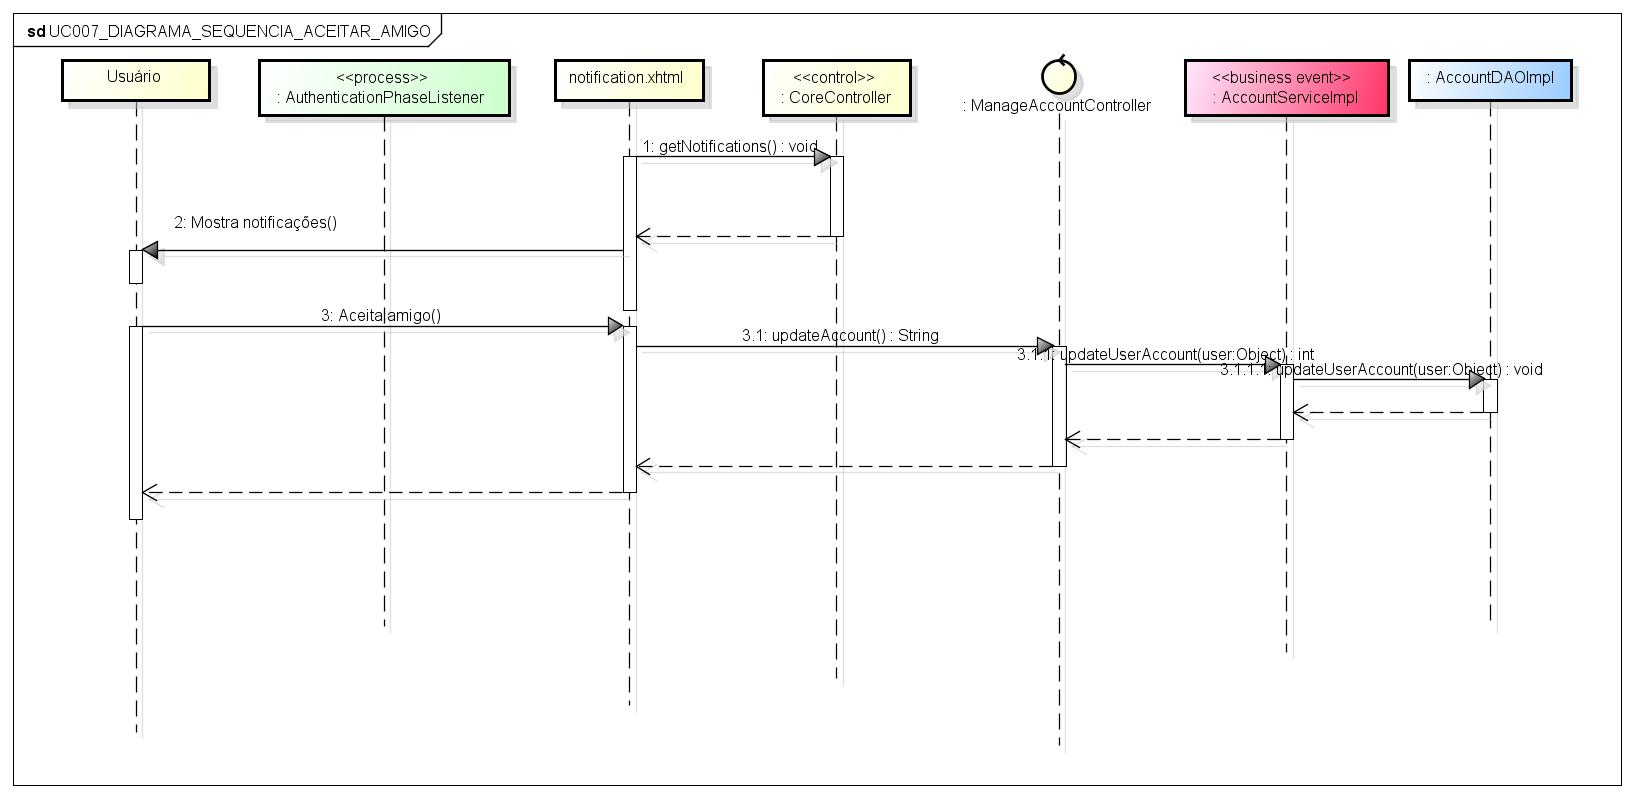 sd UC007_DIAGRAMA_SEQUENCIA_ACEITAR_AMIGO
Usuário
<<process>>
: AuthenticationPhaseListener
notification.xhtml
<<control>>
: CoreController
: ManageAccountController
<<business event>>
: AccountServiceImpl
: AccountDAOImpl
1: getNotifications() : void
2: Mostra notificações()
3: Aceita amigo()
3.1: updateAccount() : String
3.1.1: updateUserAccount(user:Object) : int
3.1.1.1: updateUserAccount(user:Object) : void